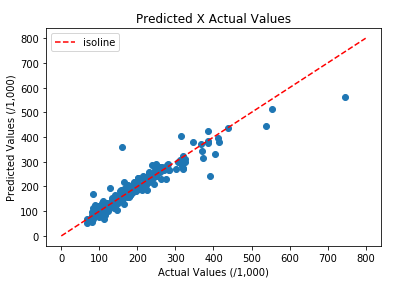 Predicted X Actual Values
isoline
Predicted Values (/1,000)
800
700
600
500
400
300
200
100
0
0 100 200 300 400 500 600 700 800
Actual Values (/1,000)